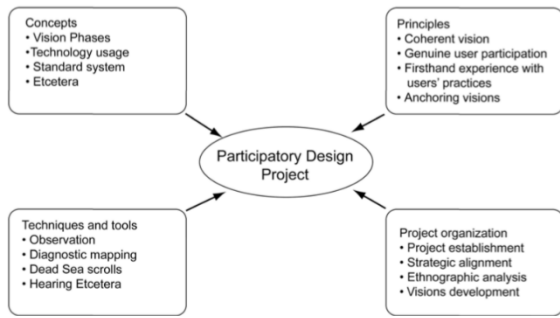 Concepts
• Vision Phases
•Technology usage
• Standard system
• Etcetera
Principles
• Coherent vision
• Genuine user participation
• Firsthand experience with
users' practices
• Anchoring visions
Participatory Design
Project
Techniques and tools
• Observation
• Diagnostic mapping
• Dead Sea scrolls
• Hearing Etcetera
Project organization
• Project establishment
• Strategic alignment
• Ethnographic analysis
• Visions development